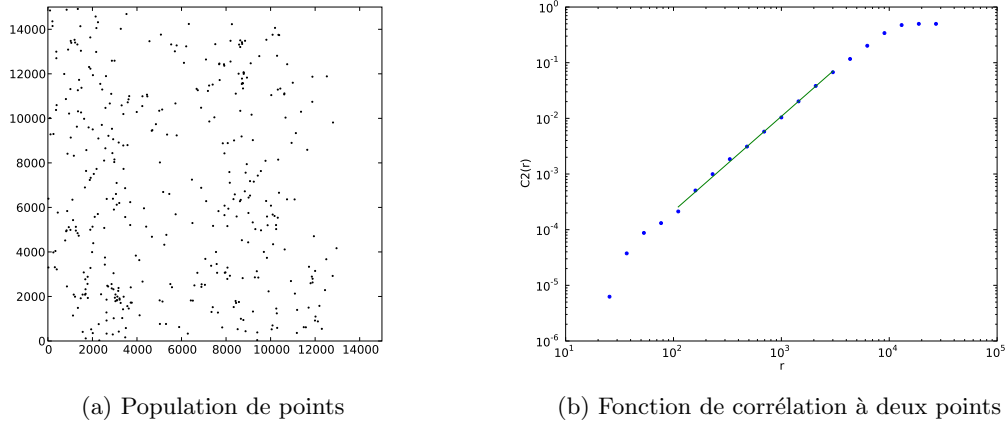 14000
12000
10000
8000
6000
4000
2000
0
0 2000 4000 6000 8000 10000 12000 14000
10^0
10^-1
10^-2
10^-3
10^-4
10^-5
10^-6
C2(r)
10^1 10^2 10^3 10^4 10^5
r
(a) Population de points
(b) Fonction de corrélation à deux points